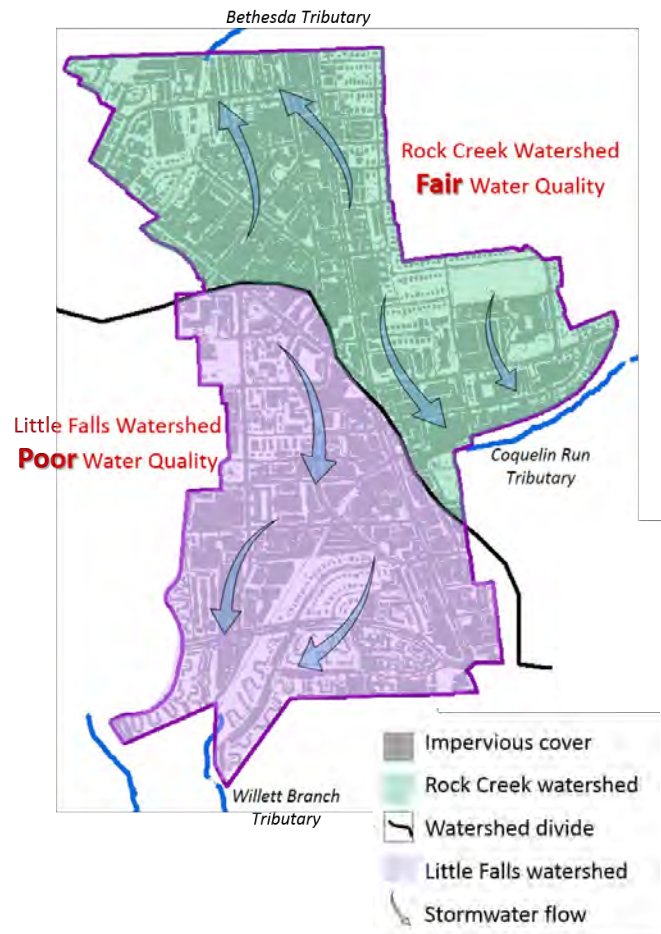 Bethesda Tributary
Rock Creek Watershed
Fair Water Quality
Little Falls Watershed
Poor Water Quality
Coquelin Run
Tributary
Willett Branch
Tributary
Impervious cover
Rock Creek watershed
Watershed divide
Little Falls watershed
Stormwater flow